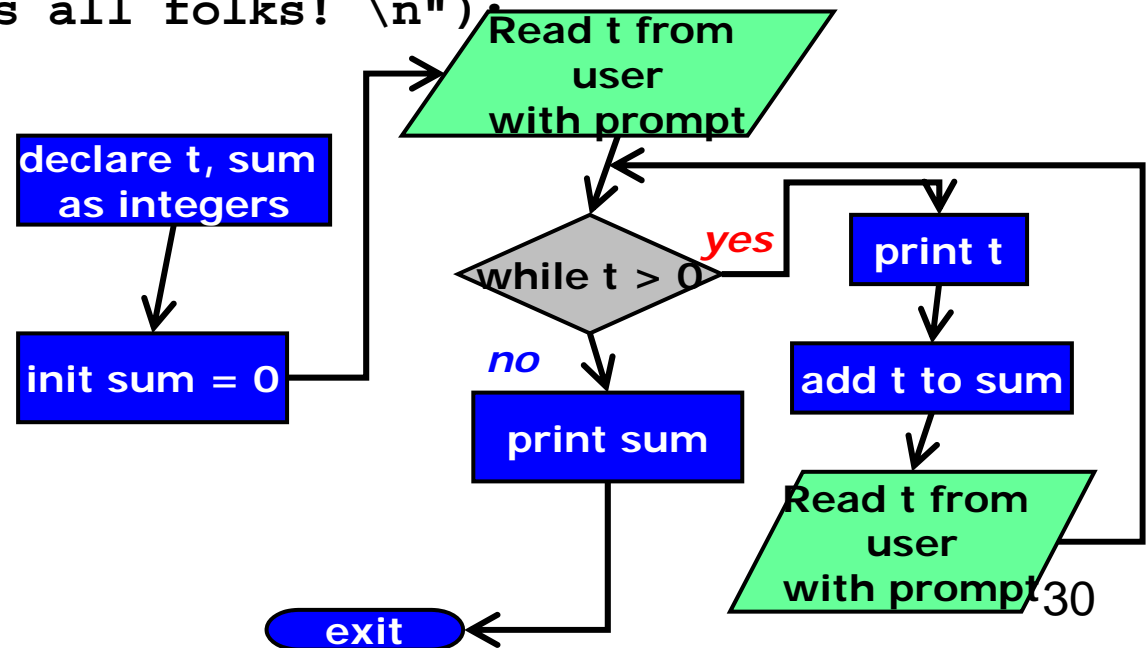 s all folks! \n");
Read t from
user
with prompt
declare t, sum
as integers
init sum = 0
while t > 0
yes
no
print t
add t to sum
print sum
Read t from
user
with prompt
exit
30